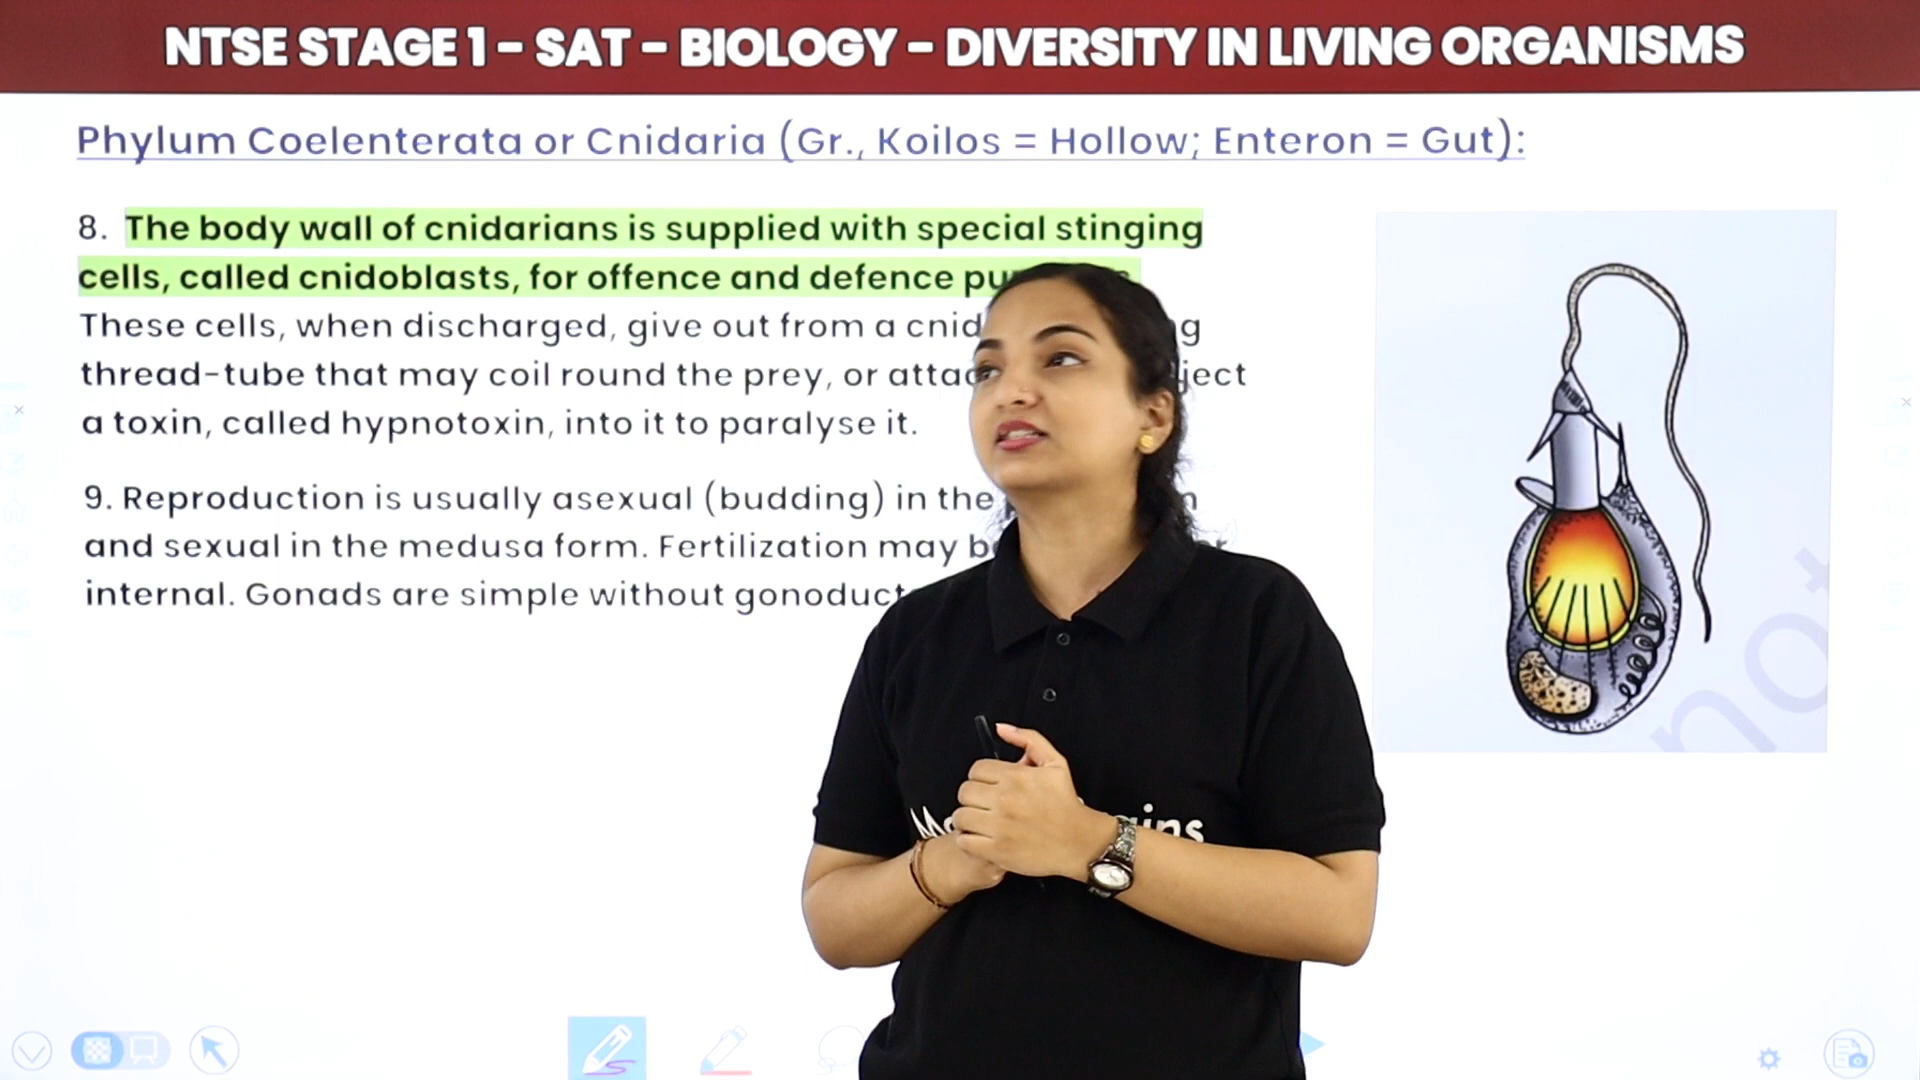 NTSE STAGE 1 – SAT – BIOLOGY – DIVERSITY IN LIVING ORGANISMS
Phylum Coelenterata or Cnidaria (Gr., Koilos = Hollow; Enteron = Gut):
8. The body wall of cnidarians is supplied with special stinging
cells, called cnidoblasts, for offence and defence
These cells, when discharged, give out from a
thread-tube that may coil round the prey, or
a toxin, called hypnotoxin, into it to paralyse it.
9. Reproduction is usually asexual (budding) in the
and sexual in the medusa form. Fertilization may
internal. Gonads are simple without
not